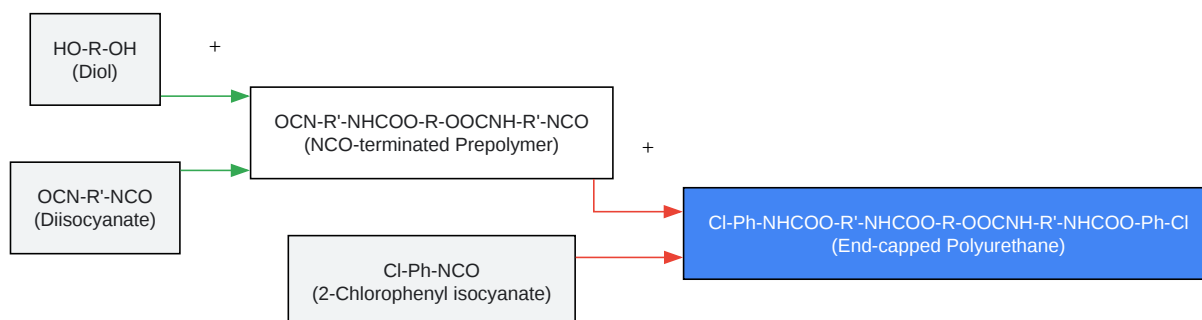 HO-R-OH
(Diol)
+
OCN-R'-NHCOO-R-OOCNH-R'-NCO
(NCO-terminated Prepolymer)
+
OCN-R'-NCO
(Diisocyanate)
Cl-Ph-NHCOO-R'-NHCOO-R-OOCNH-R'-NHCOO-Ph-Cl
(End-capped Polyurethane)
Cl-Ph-NCO
(2-Chlorophenyl isocyanate)